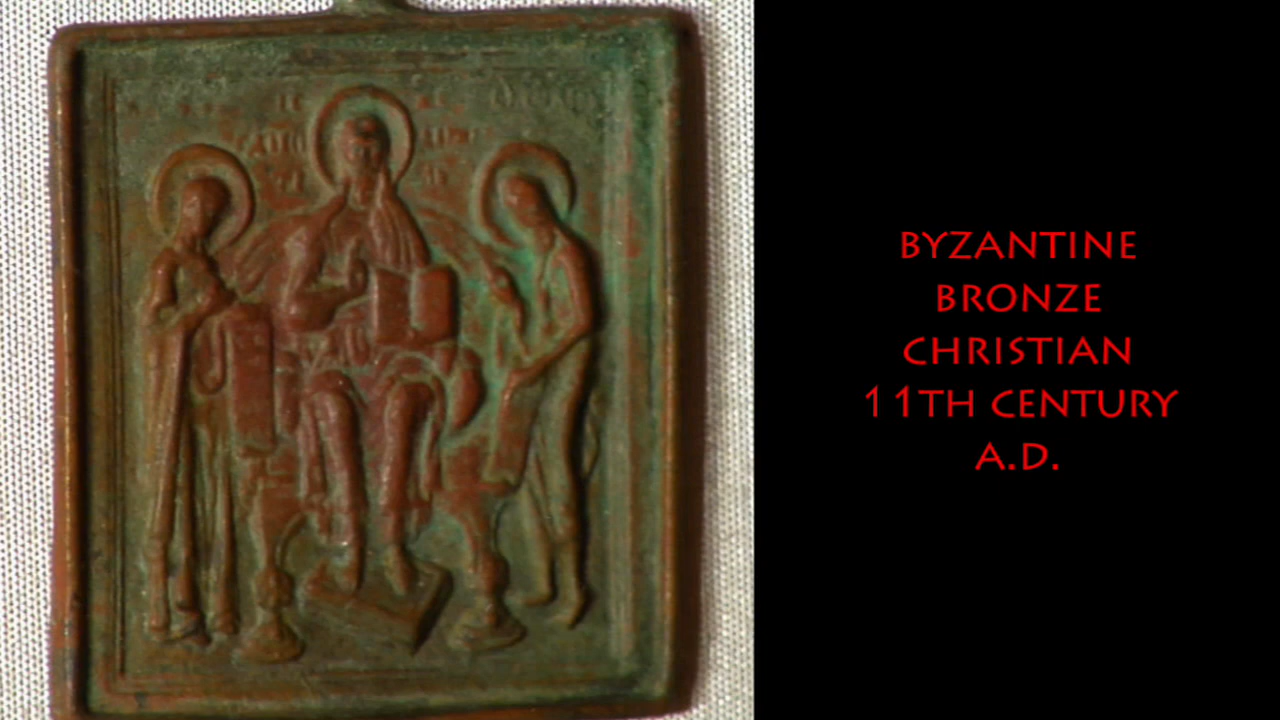 BYZANTINE
BRONZE
CHRISTIAN
11TH CENTURY
A.D.